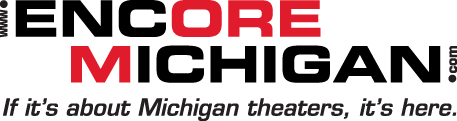 www.ENCORE
MICHIGAN.com
If it's about Michigan theaters, it's here.